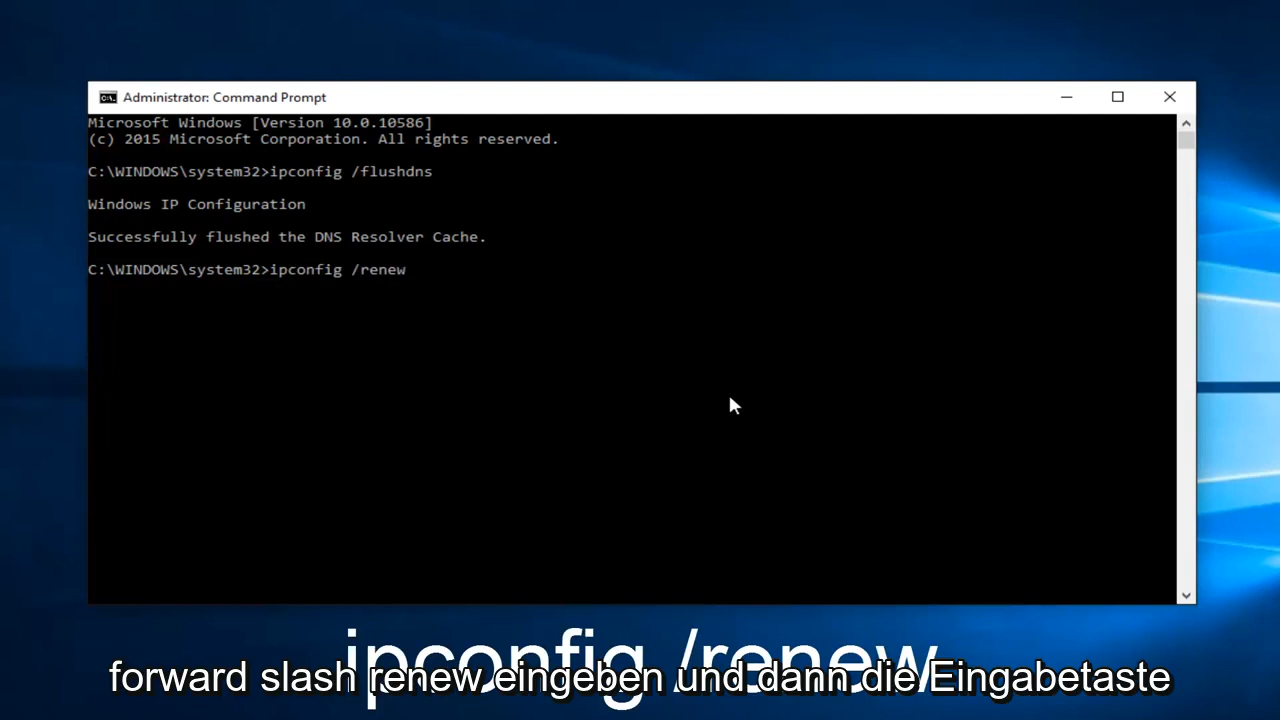 Administrator: Command Prompt
Microsoft Windows [Version 10.0.10586]
(c) 2015 Microsoft Corporation. All rights reserved.
C:\WINDOWS\system32>ipconfig /flushdns
Windows IP Configuration
Successfully flushed the DNS Resolver Cache.
C:\WINDOWS\system32>ipconfig /renew
ipconfig /renew
forward slash renew eingeben und dann die Eingabetaste